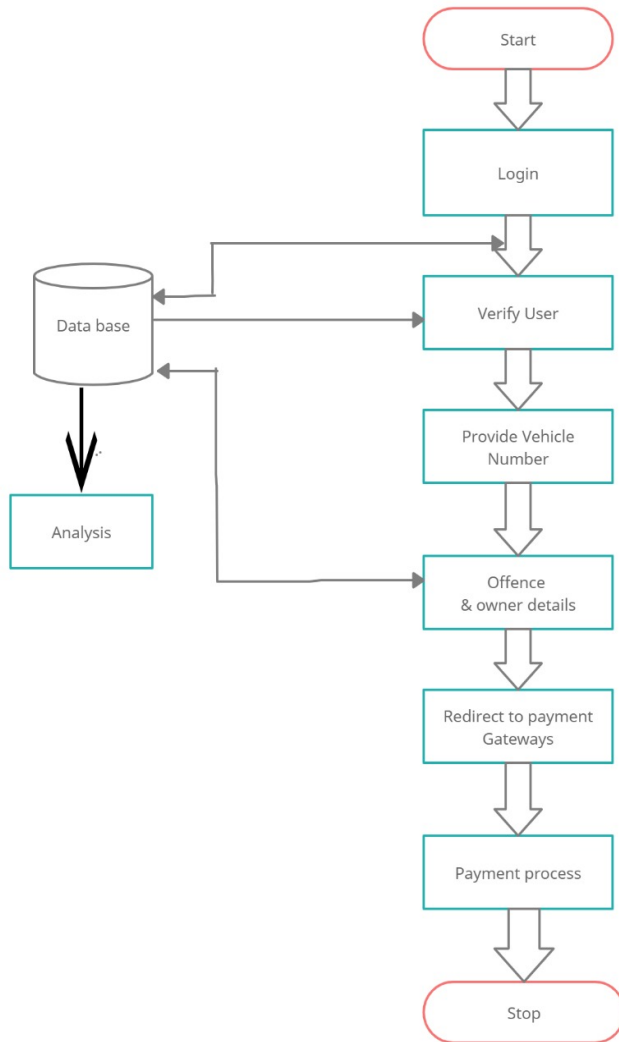 Start
Login
Data base
Verify User
Provide Vehicle
Number
Analysis
Offence
& owner details
Redirect to payment
Gateways
Payment process
Stop